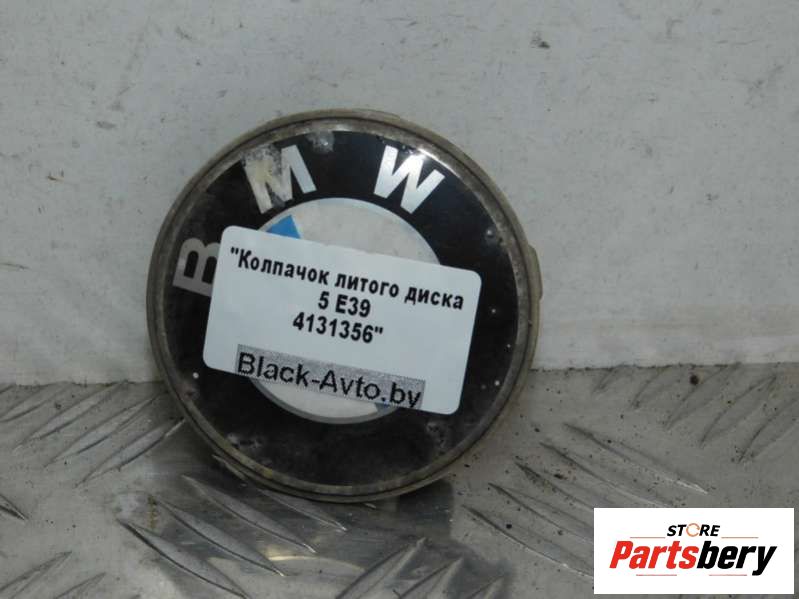 BMW
"Колпачок литого диска
5 E39
4131356"
Black-Avto.by
STORE
Partsbery